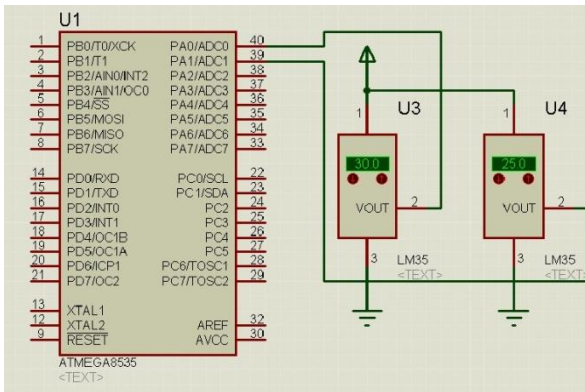 U1
1 PB0/T0/XCK PA0/ADC0 40
2 PB1/T1 PA1/ADC1 39
3 PB2/AIN0/INT2 PA2/ADC2 38
4 PB3/AIN1/OC0 PA3/ADC3 37
5 PB4/SS PA4/ADC4 36
6 PB5/MOSI PA5/ADC5 35
7 PB6/MISO PA6/ADC6 34
8 PB7/SCK PA7/ADC7 33
14 PD0/RXD PC0/SCL 22
15 PD1/TXD PC1/SDA 23
16 PD2/INT0 PC2 24
17 PD3/INT1 PC3 25
18 PD4/OC1B PC4 26
19 PD5/OC1A PC5 27
20 PD6/ICP1 PC6/TOSC1 28
21 PD7/OC2 PC7/TOSC2 29
13 XTAL1
12 XTAL2 AREF 32
9 RESET AVCC 30
ATMEGA8535
<TEXT>
U3
1
30.0
VOUT 2
3
LM35
<TEXT>
U4
1
25.0
VOUT 2
3
LM35
<TEXT>